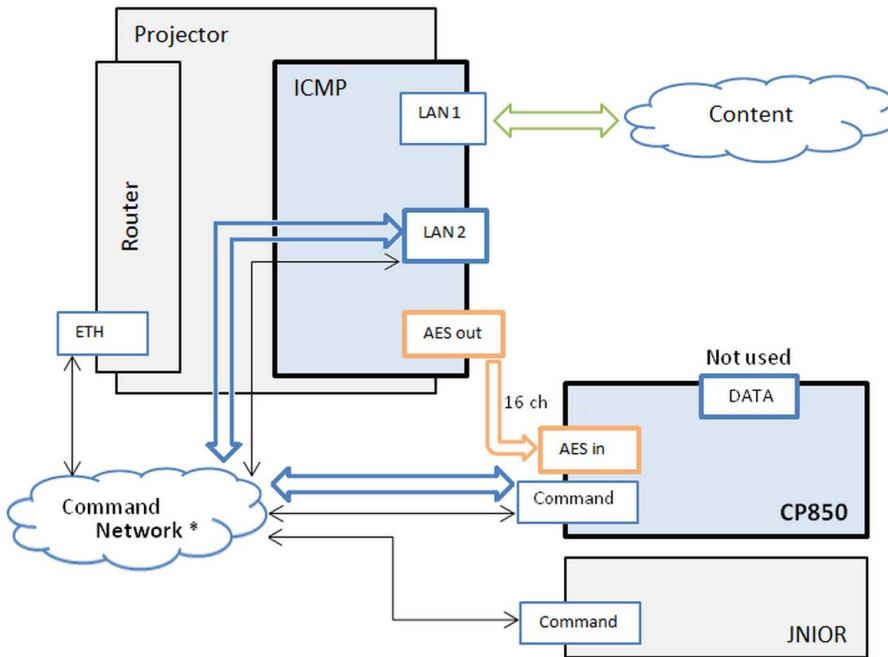 Projector
ICMP
LAN 1
Content
Router
LAN 2
ETH
AES out
Not used
DATA
16 ch
AES in
Command
Network *
Command
CP850
Command
JNIOR